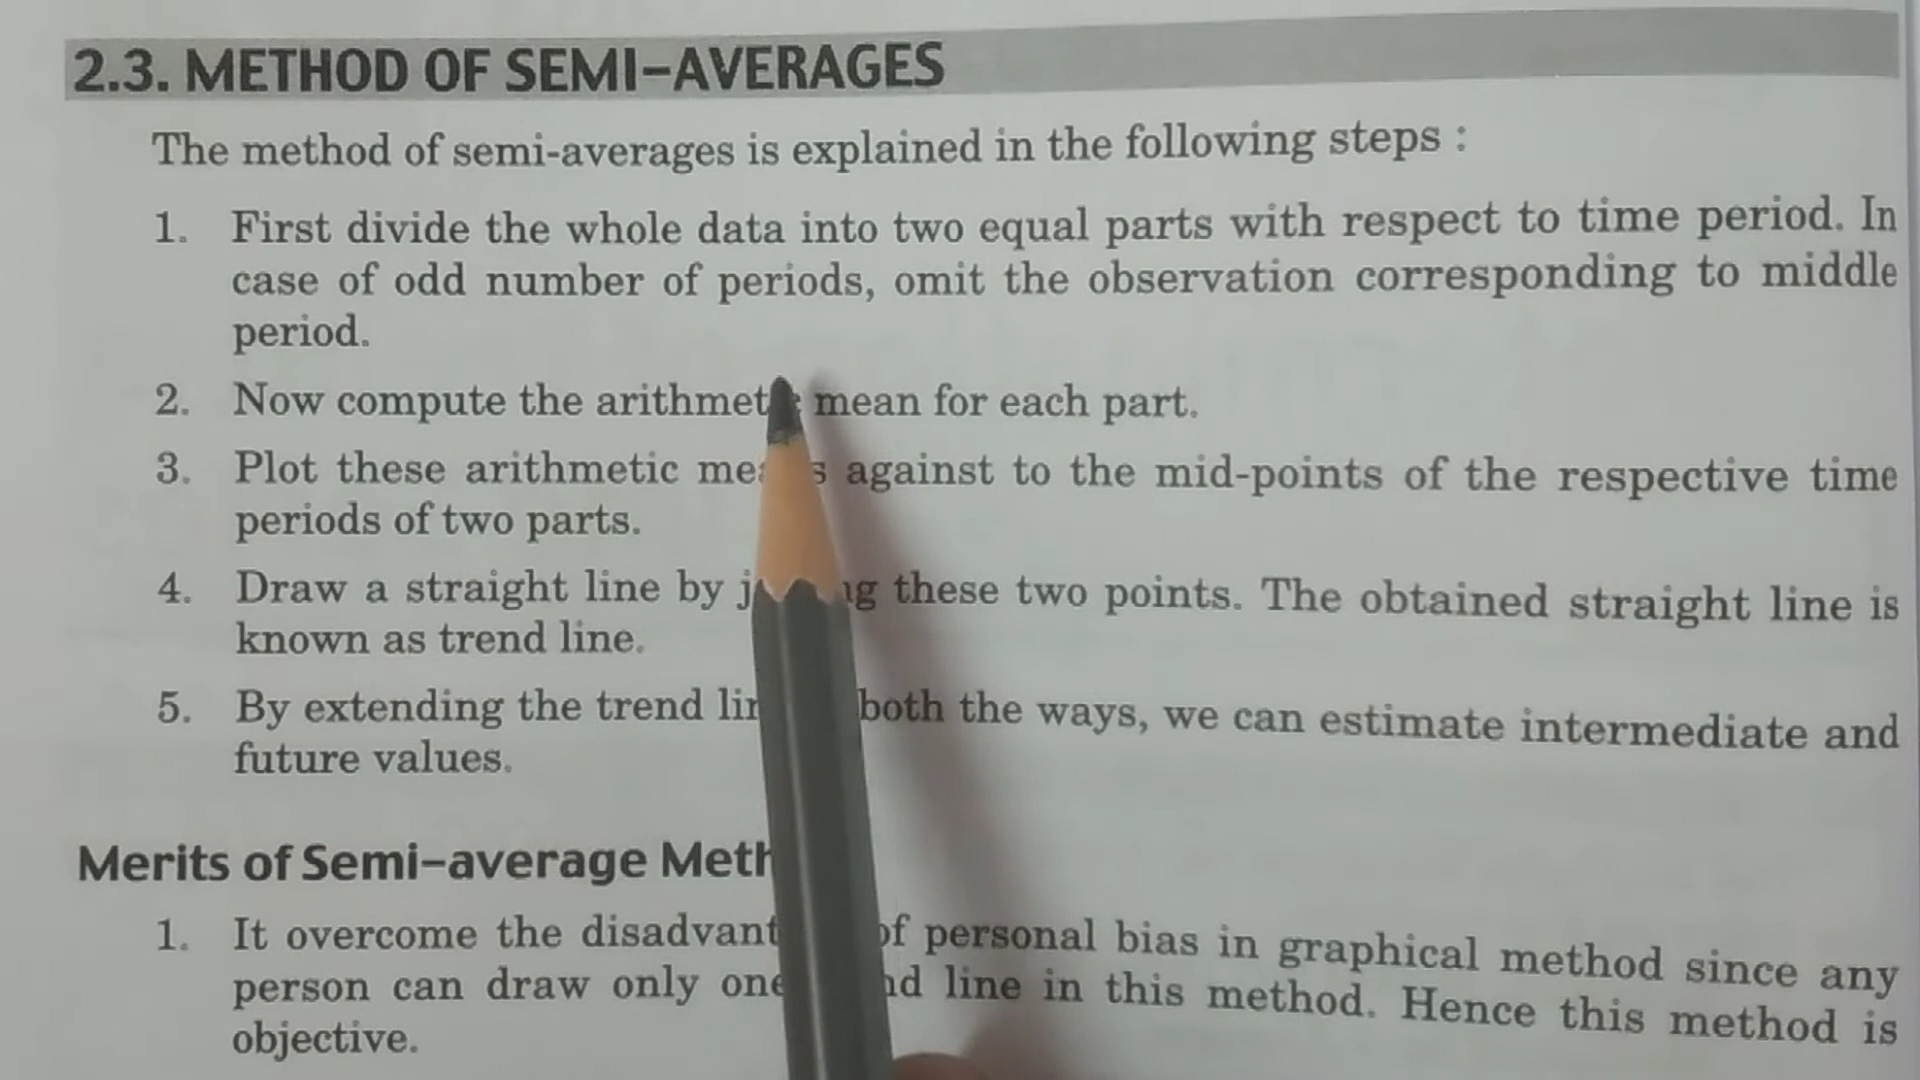 2.3. METHOD OF SEMI-AVERAGES
The method of semi-averages is explained in the following steps :
1. First divide the whole data into two equal parts with respect to time period. In
case of odd number of periods, omit the observation corresponding to middle
period.
2. Now compute the mean for each part.
3. Plot these arithmetic against to the mid-points of the respective time
periods of two parts.
4. Draw a straight line by these two points. The obtained straight line is
known as trend line.
5. By extending the trend both the ways, we can estimate intermediate and
future values.
Merits of Semi-average
1. It overcome the of personal bias in graphical method since any
person can draw only line in this method. Hence this method is
objective.